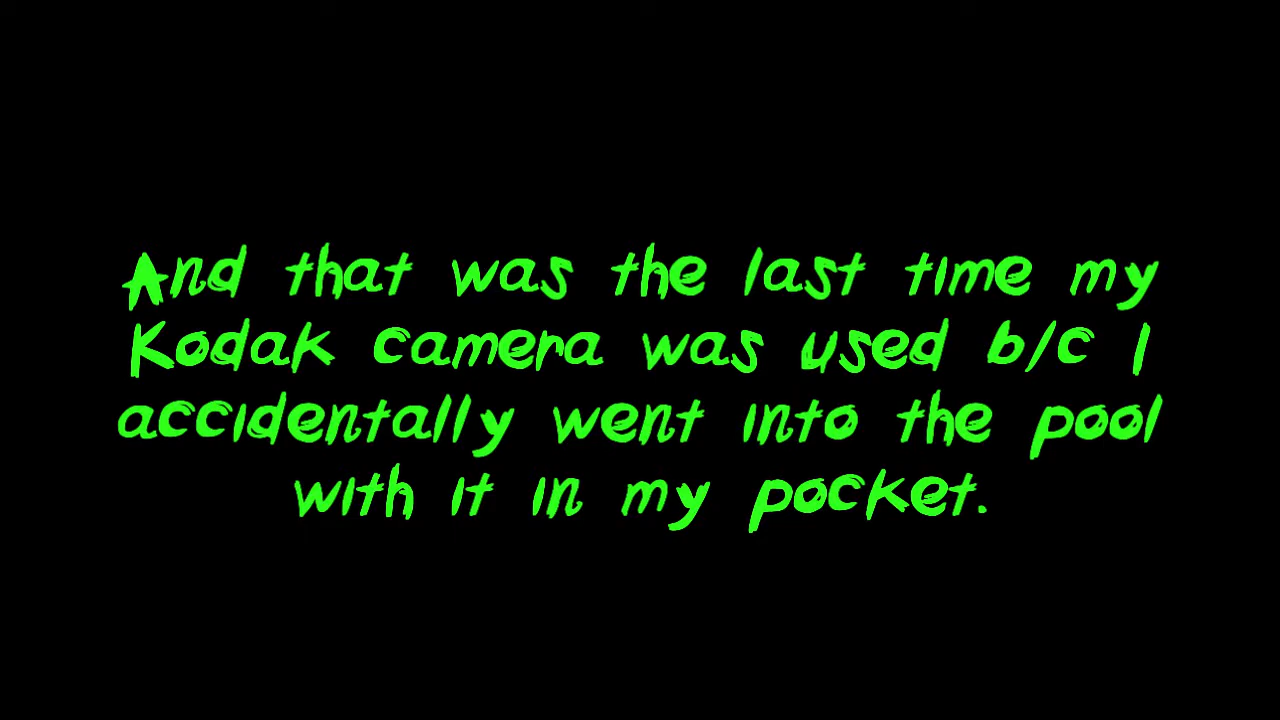 And that was the last time my
Kodak camera was used b/c I
accidentally went into the pool
with it in my pocket.